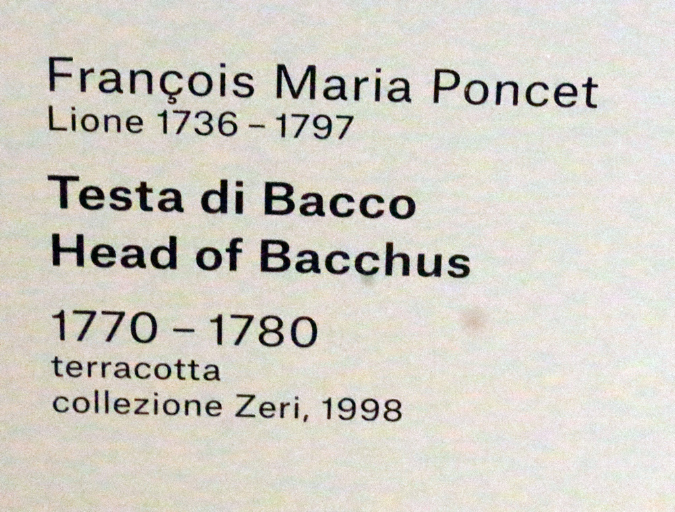 François Maria Poncet
Lione 1736 – 1797
Testa di Bacco
Head of Bacchus
1770 – 1780
terracotta
collezione Zeri, 1998